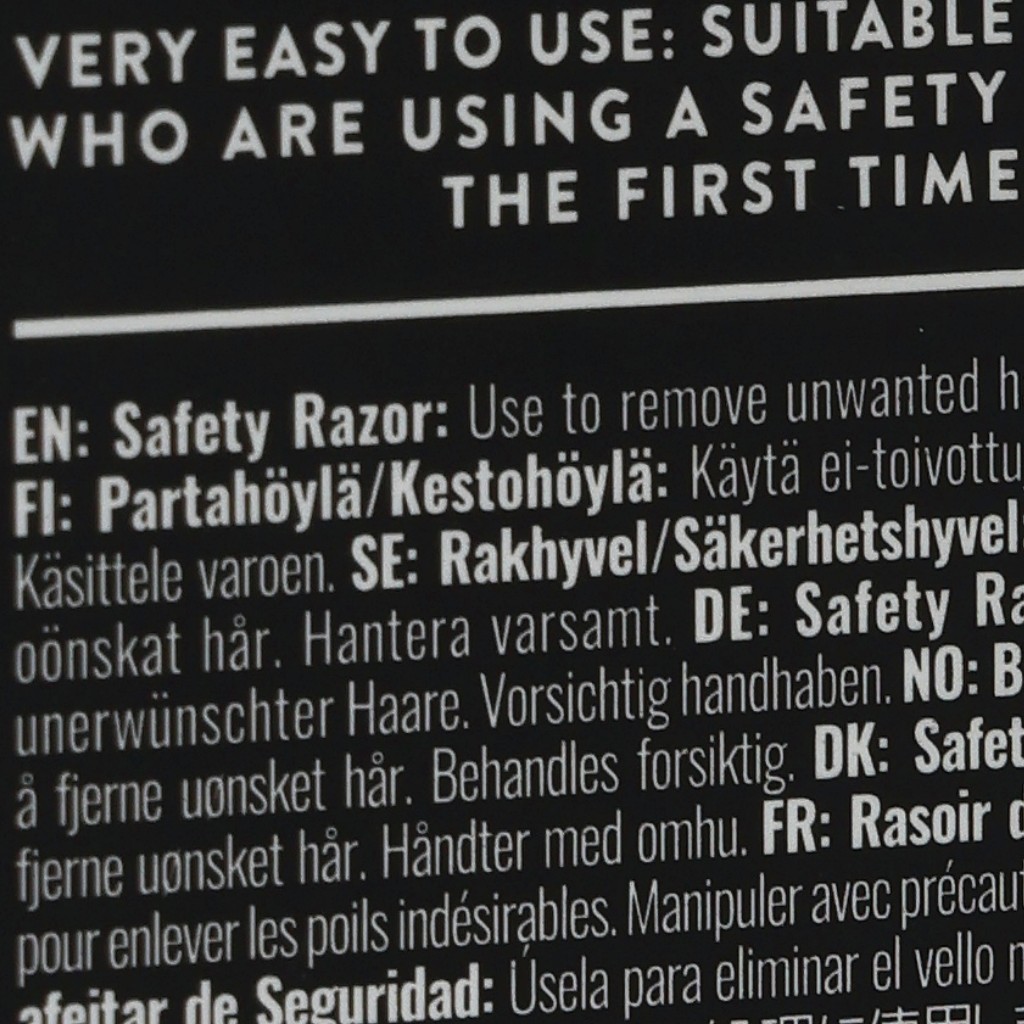 VERY EASY TO USE: SUITABLE
WHO ARE USING A SAFETY
THE FIRST TIME
EN: Safety Razor: Use to remove unwanted h
FI: Partahöylä/Kestohöylä: Käytä ei-toivottu
Käsittele varoen. SE: Rakhyvel/Säkerhetshyvel:
oönskat hår. Hantera varsamt. DE: Safety Ra
unerwünschter Haare. Vorsichtig handhaben. NO: B
å fjerne uønsket hår. Behandles forsiktig. DK: Safet
fjerne uønsket hår. Håndter med omhu. FR: Rasoir d
pour enlever les poils indésirables. Manipuler avec précaut
afeitar de Seguridad: Úsela para eliminar el vello n